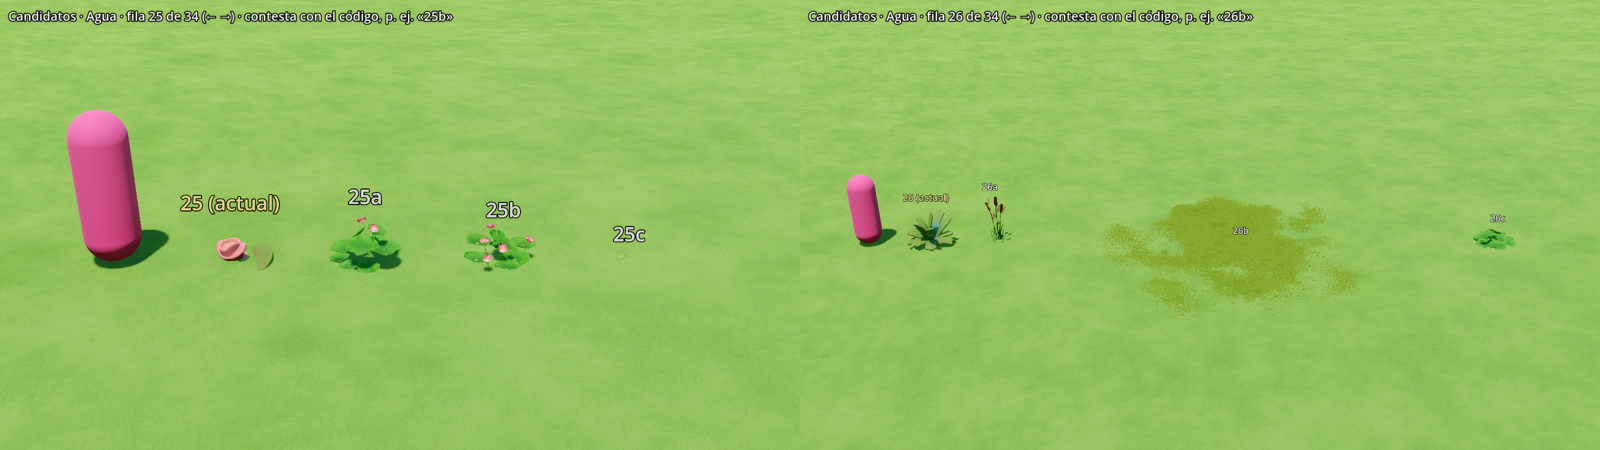 Candidatos · Agua · fila 25 de 34 (← →) · contesta con el código, p. ej. «25b»
25 (actual)
25a
25b
25c
Candidatos · Agua · fila 26 de 34 (← →) · contesta con el código, p. ej. «26b»
26 (actual)
26a
26b
26c